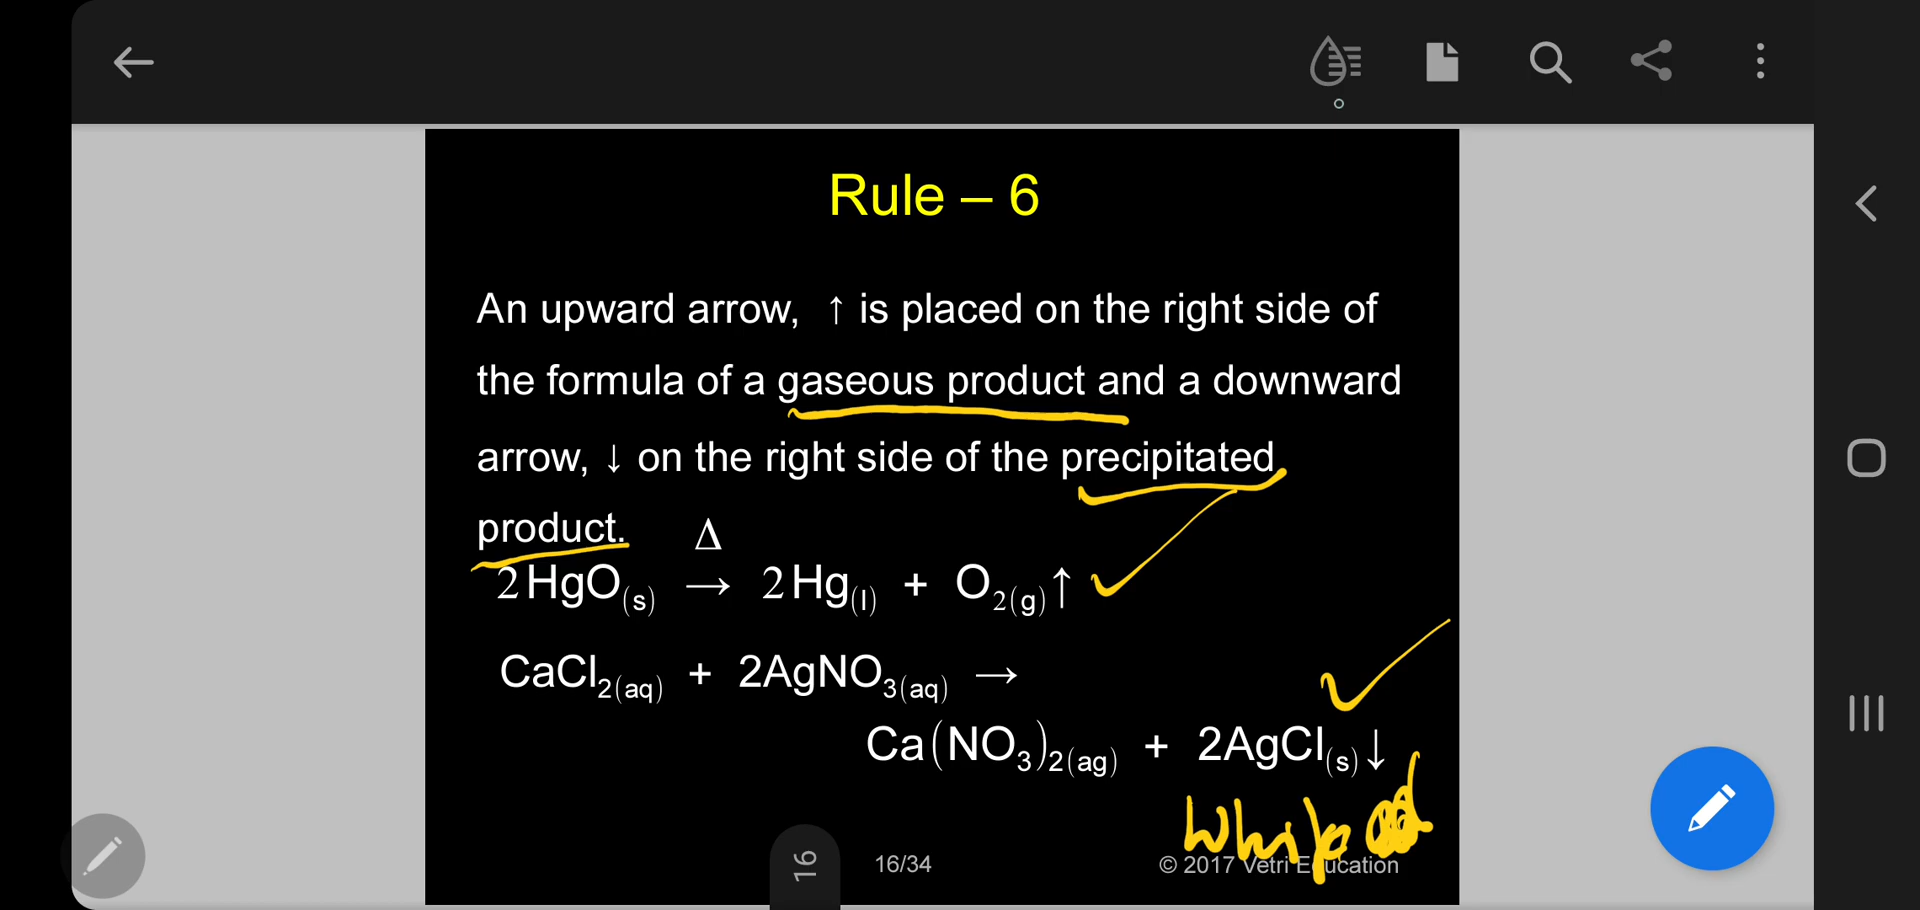 Rule – 6
An upward arrow, ↑ is placed on the right side of
the formula of a gaseous product and a downward
arrow, ↓ on the right side of the precipitated
product.
Δ
2HgO(s) → 2Hg(l) + O2(g)↑
CaCl2(aq) + 2AgNO3(aq) →
Ca(NO3)2(ag) + 2AgCl(s)↓
16
16/34
© 2017 Vetri Education